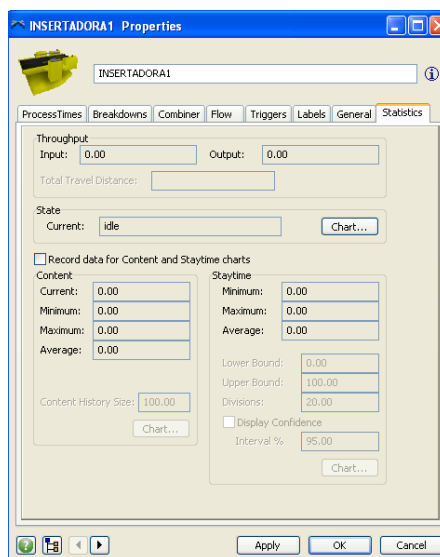 INSERTADORA1 Properties
INSERTADORA1
ProcessTimes Breakdowns Combiner Flow Triggers Labels General Statistics
Throughput
Input: 0.00 Output: 0.00
Total Travel Distance:
State
Current: idle Chart...
Record data for Content and Staytime charts
Content Staytime
Current: 0.00 Minimum: 0.00
Minimum: 0.00 Maximum: 0.00
Maximum: 0.00 Average: 0.00
Average: 0.00
Lower Bound: 0.00
Upper Bound: 100.00
Content History Size: 100.00 Divisions: 20.00
Chart... Display Confidence
Interval % 95.00
Chart...
Apply OK Cancel